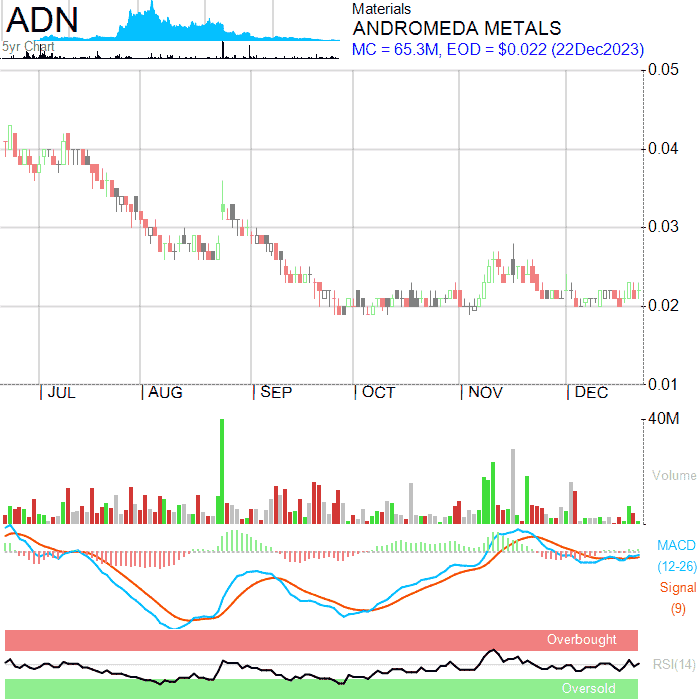 ADN
5yr Chart
Materials
ANDROMEDA METALS
MC = 65.3M, EOD = $0.022 (22Dec2023)
0.05
0.04
0.03
0.02
0.01
JUL AUG SEP OCT NOV DEC
40M
Volume
MACD
(12-26)
Signal
(9)
Overbought
RSI(14)
Oversold